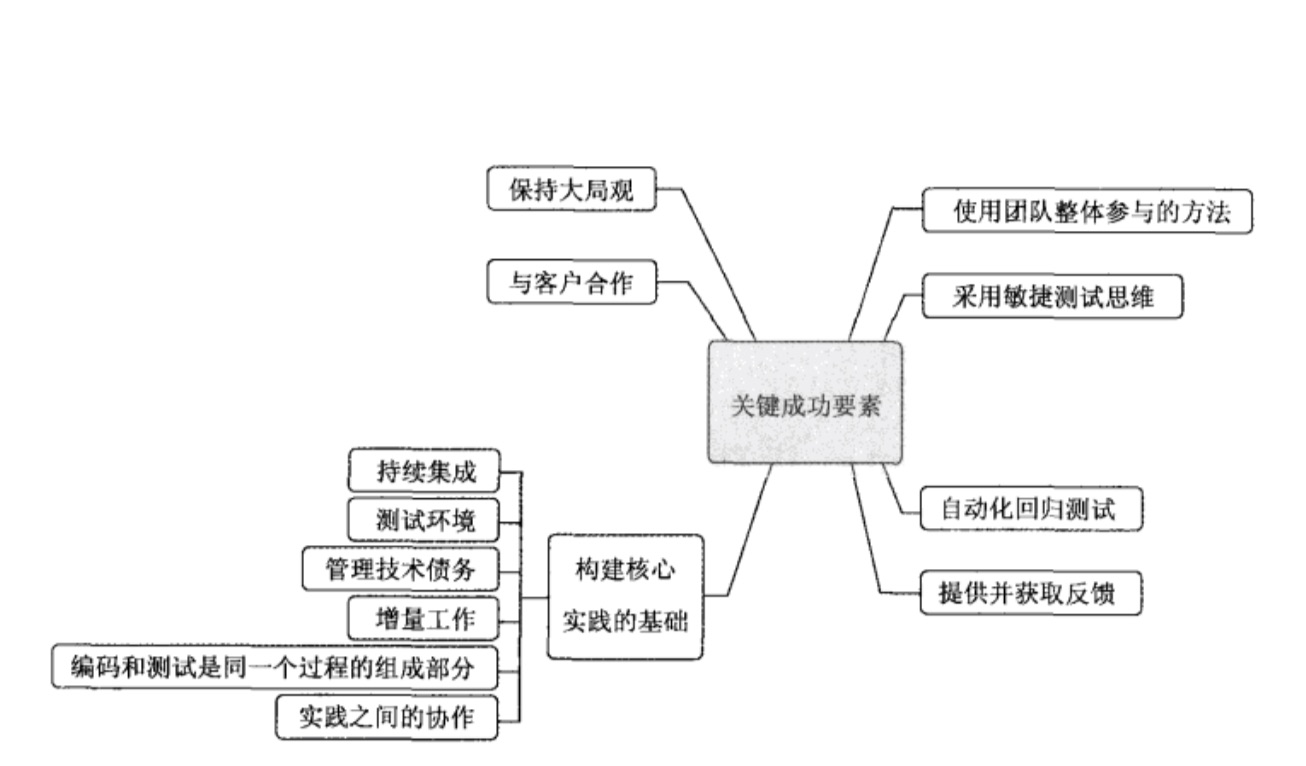 保持大局观
使用团队整体参与的方法
与客户合作
采用敏捷测试思维
关键成功要素
持续集成
自动化回归测试
测试环境
构建核心
管理技术债务
提供并获取反馈
增量工作
实践的基础
编码和测试是同一个过程的组成部分
实践之间的协作